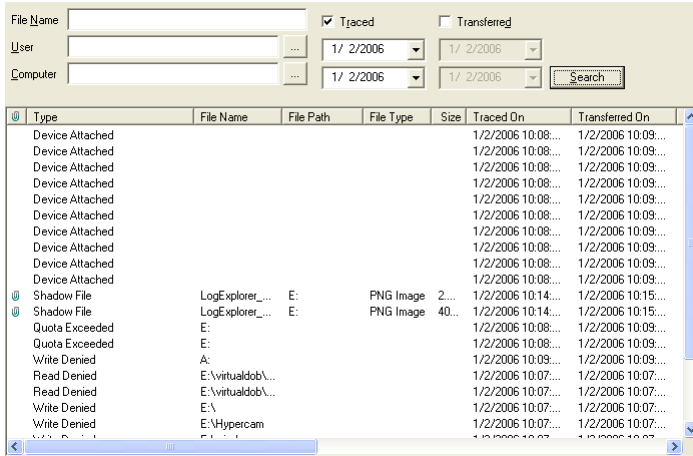 File Name Traced Transferred
User ... 1/ 2/2006 1/ 2/2006
Computer ... 1/ 2/2006 1/ 2/2006 Search
Type File Name File Path File Type Size Traced On Transferred On
Device Attached 1/2/2006 10:08:... 1/2/2006 10:09:...
Device Attached 1/2/2006 10:08:... 1/2/2006 10:09:...
Device Attached 1/2/2006 10:08:... 1/2/2006 10:09:...
Device Attached 1/2/2006 10:08:... 1/2/2006 10:09:...
Device Attached 1/2/2006 10:08:... 1/2/2006 10:09:...
Device Attached 1/2/2006 10:08:... 1/2/2006 10:09:...
Device Attached 1/2/2006 10:08:... 1/2/2006 10:09:...
Device Attached 1/2/2006 10:08:... 1/2/2006 10:09:...
Device Attached 1/2/2006 10:08:... 1/2/2006 10:09:...
Device Attached 1/2/2006 10:08:... 1/2/2006 10:09:...
Shadow File LogExplorer_... E: PNG Image 2.... 1/2/2006 10:14:... 1/2/2006 10:15:...
Shadow File LogExplorer_... E: PNG Image 40... 1/2/2006 10:14:... 1/2/2006 10:15:...
Quota Exceeded E: 1/2/2006 10:08:... 1/2/2006 10:09:...
Quota Exceeded E: 1/2/2006 10:08:... 1/2/2006 10:09:...
Write Denied A: 1/2/2006 10:08:... 1/2/2006 10:09:...
Read Denied E:\virtualdob\... 1/2/2006 10:07:... 1/2/2006 10:07:...
Read Denied E:\virtualdob\... 1/2/2006 10:07:... 1/2/2006 10:07:...
Write Denied E:\ 1/2/2006 10:07:... 1/2/2006 10:07:...
Write Denied E:\Hypercam 1/2/2006 10:07:... 1/2/2006 10:07:...